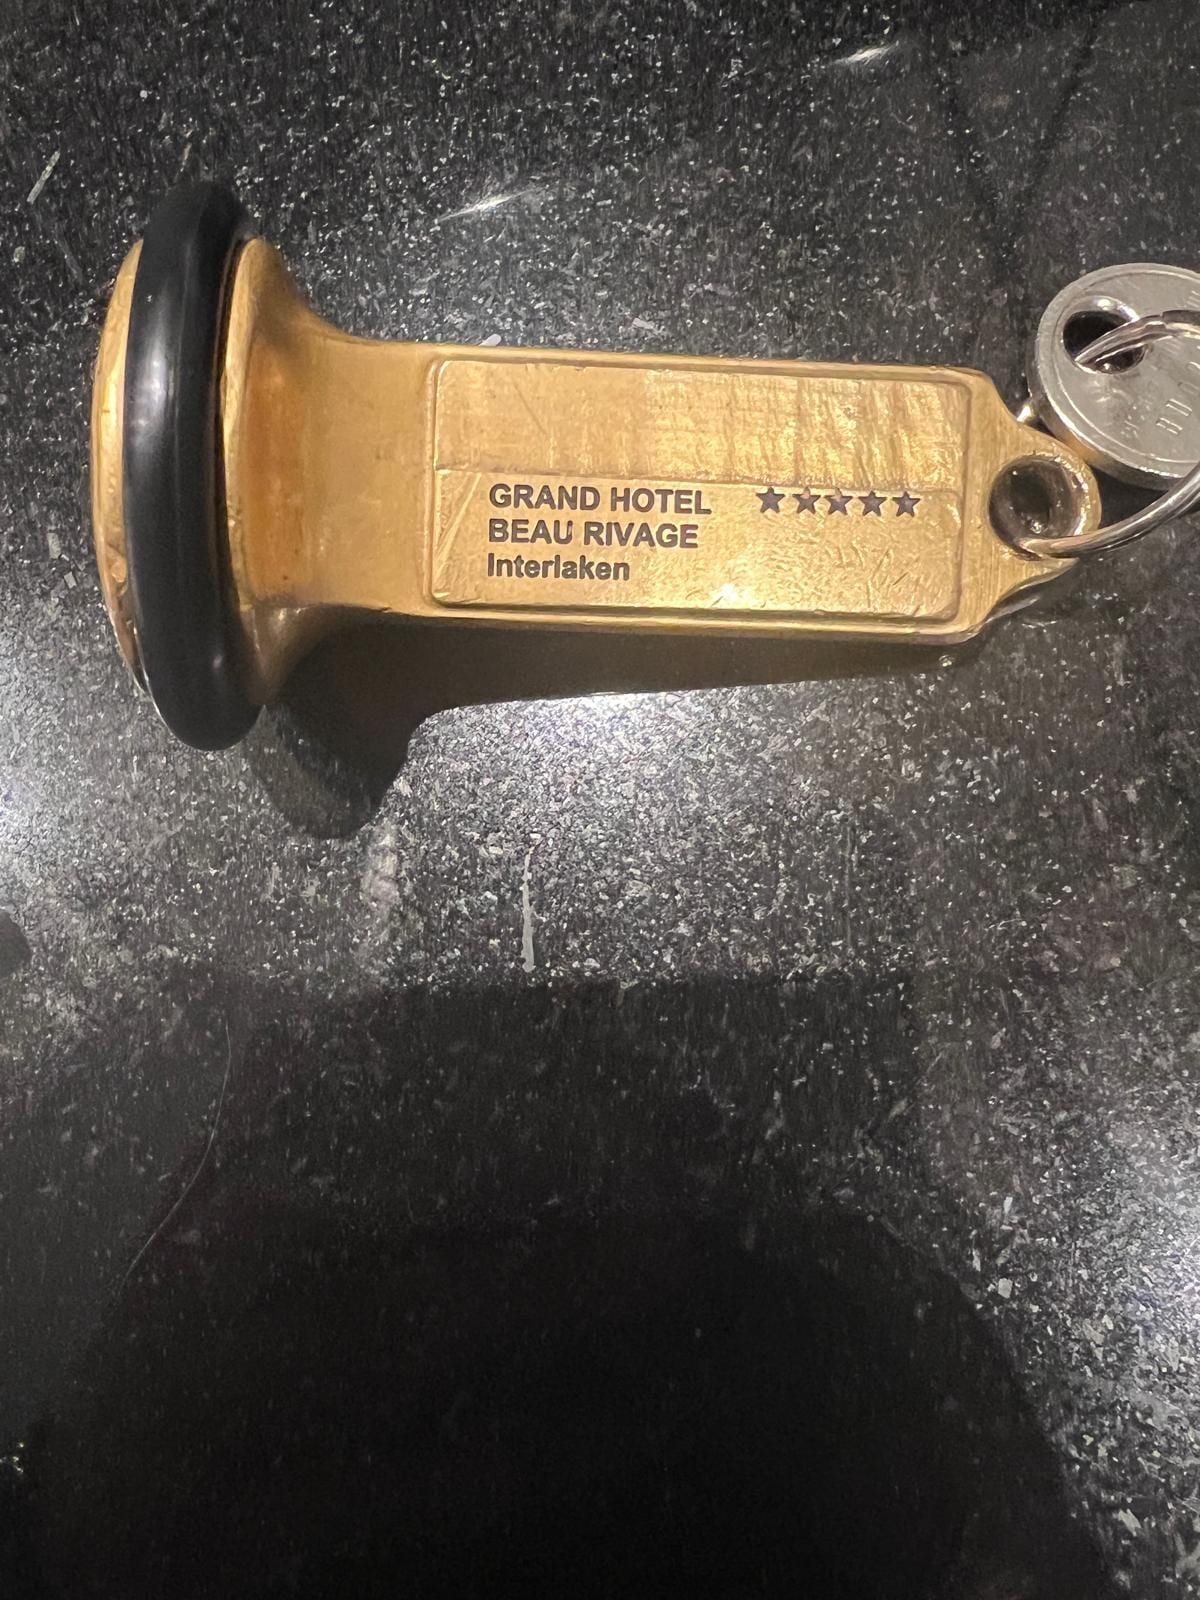 GRAND HOTEL ★★★★★
BEAU RIVAGE
Interlaken